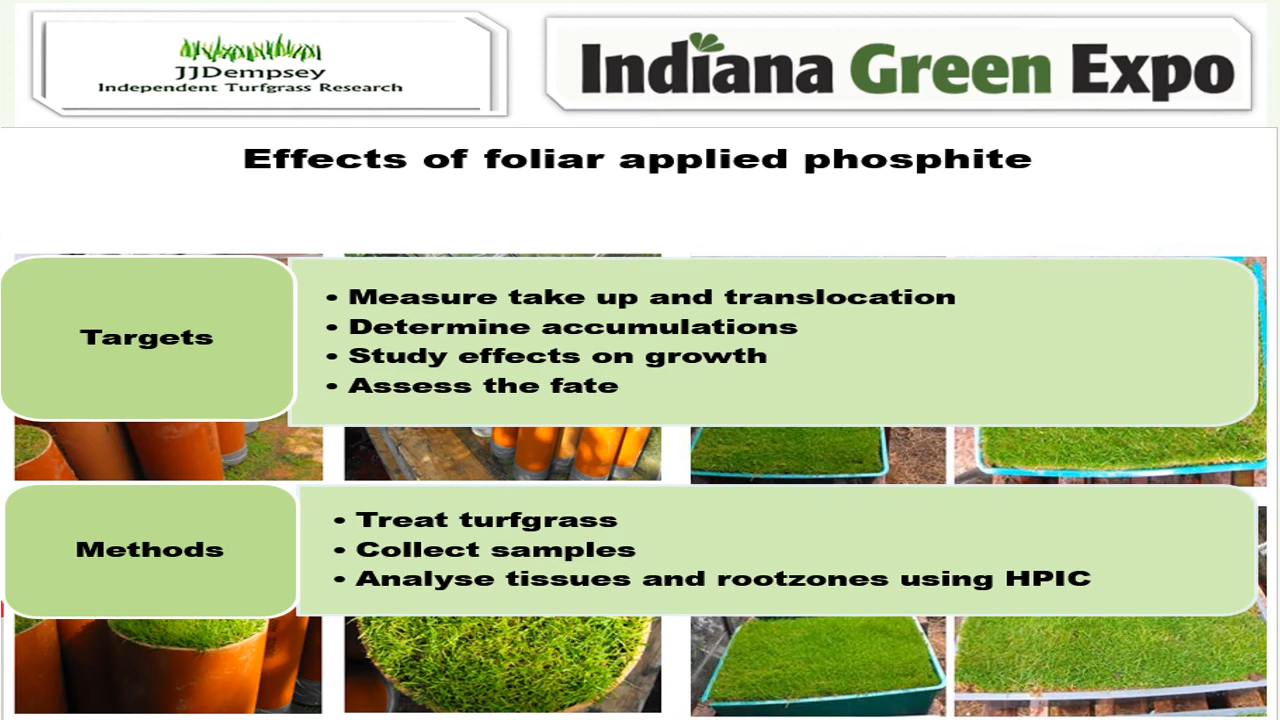 JJDempsey
Independent Turfgrass Research
Indiana Green Expo
Effects of foliar applied phosphite
Targets
• Measure take up and translocation
• Determine accumulations
• Study effects on growth
• Assess the fate
Methods
• Treat turfgrass
• Collect samples
• Analyse tissues and rootzones using HPIC